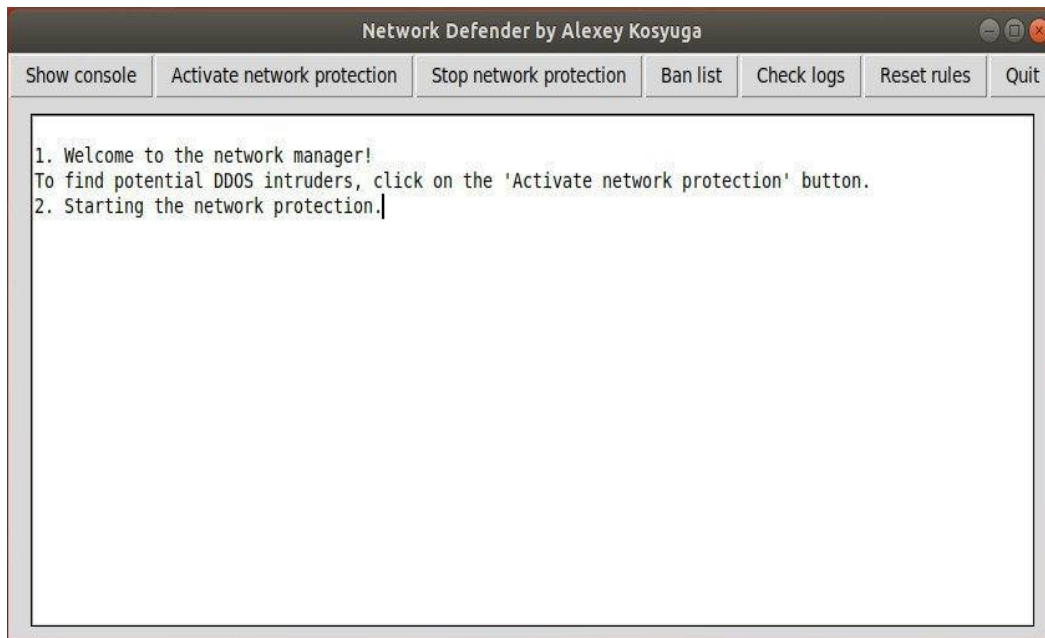 Network Defender by Alexey Kosyuga
Show console Activate network protection Stop network protection Ban list Check logs Reset rules Quit
1. Welcome to the network manager!
To find potential DDOS intruders, click on the 'Activate network protection' button.
2. Starting the network protection.